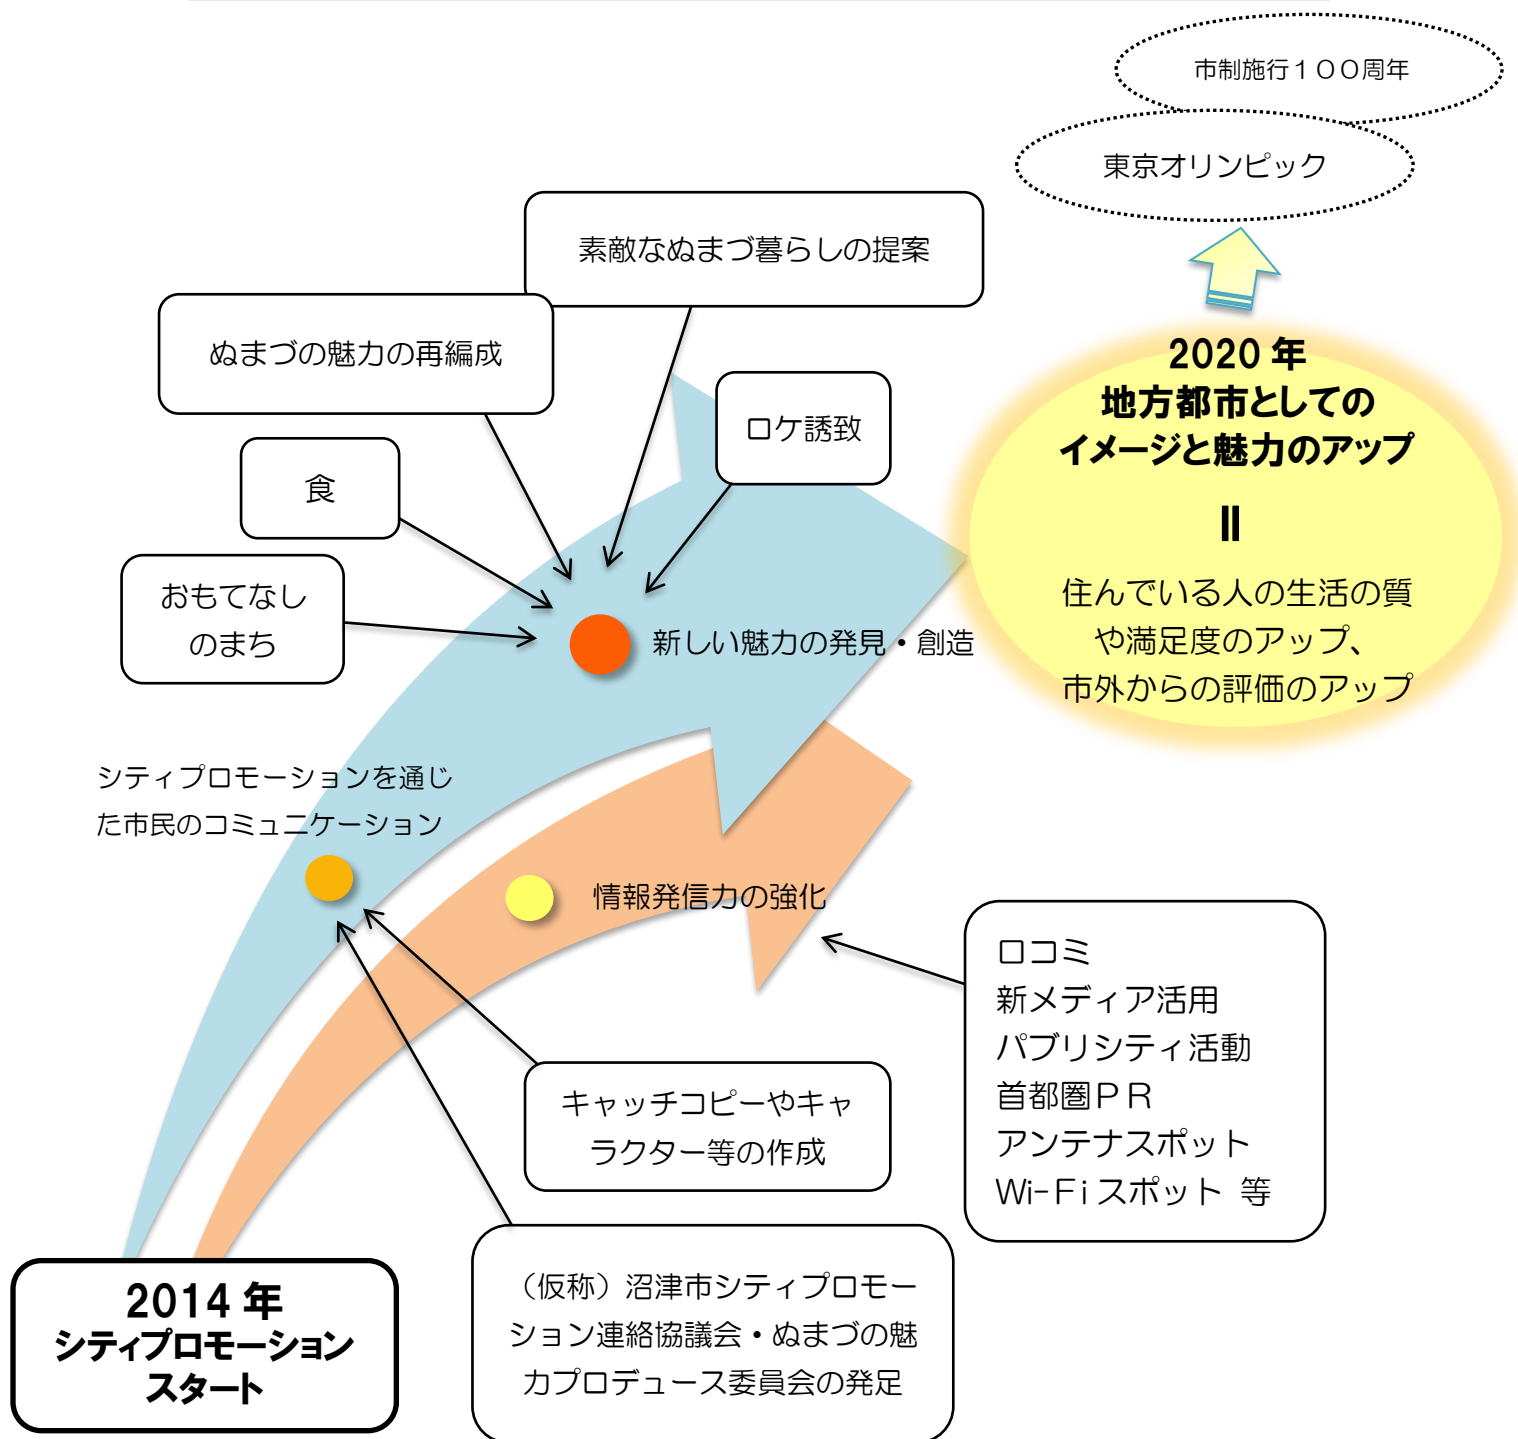 市制施行１００周年
東京オリンピック
素敵なぬまづ暮らしの提案
ぬまづの魅力の再編成
ロケ誘致
食
おもてなし
のまち
新しい魅力の発見・創造
2020 年
地方都市としての
イメージと魅力のアップ
＝
住んでいる人の生活の質
や満足度のアップ、
市外からの評価のアップ
シティプロモーションを通じ
た市民のコミュニケーション
情報発信力の強化
口コミ
新メディア活用
パブリシティ活動
首都圏ＰＲ
アンテナスポット
Wi-Fi スポット 等
キャッチコピーやキャ
ラクター等の作成
（仮称）沼津市シティプロモー
ション連絡協議会・ぬまづの魅
力プロデュース委員会の発足
2014 年
シティプロモーション
スタート